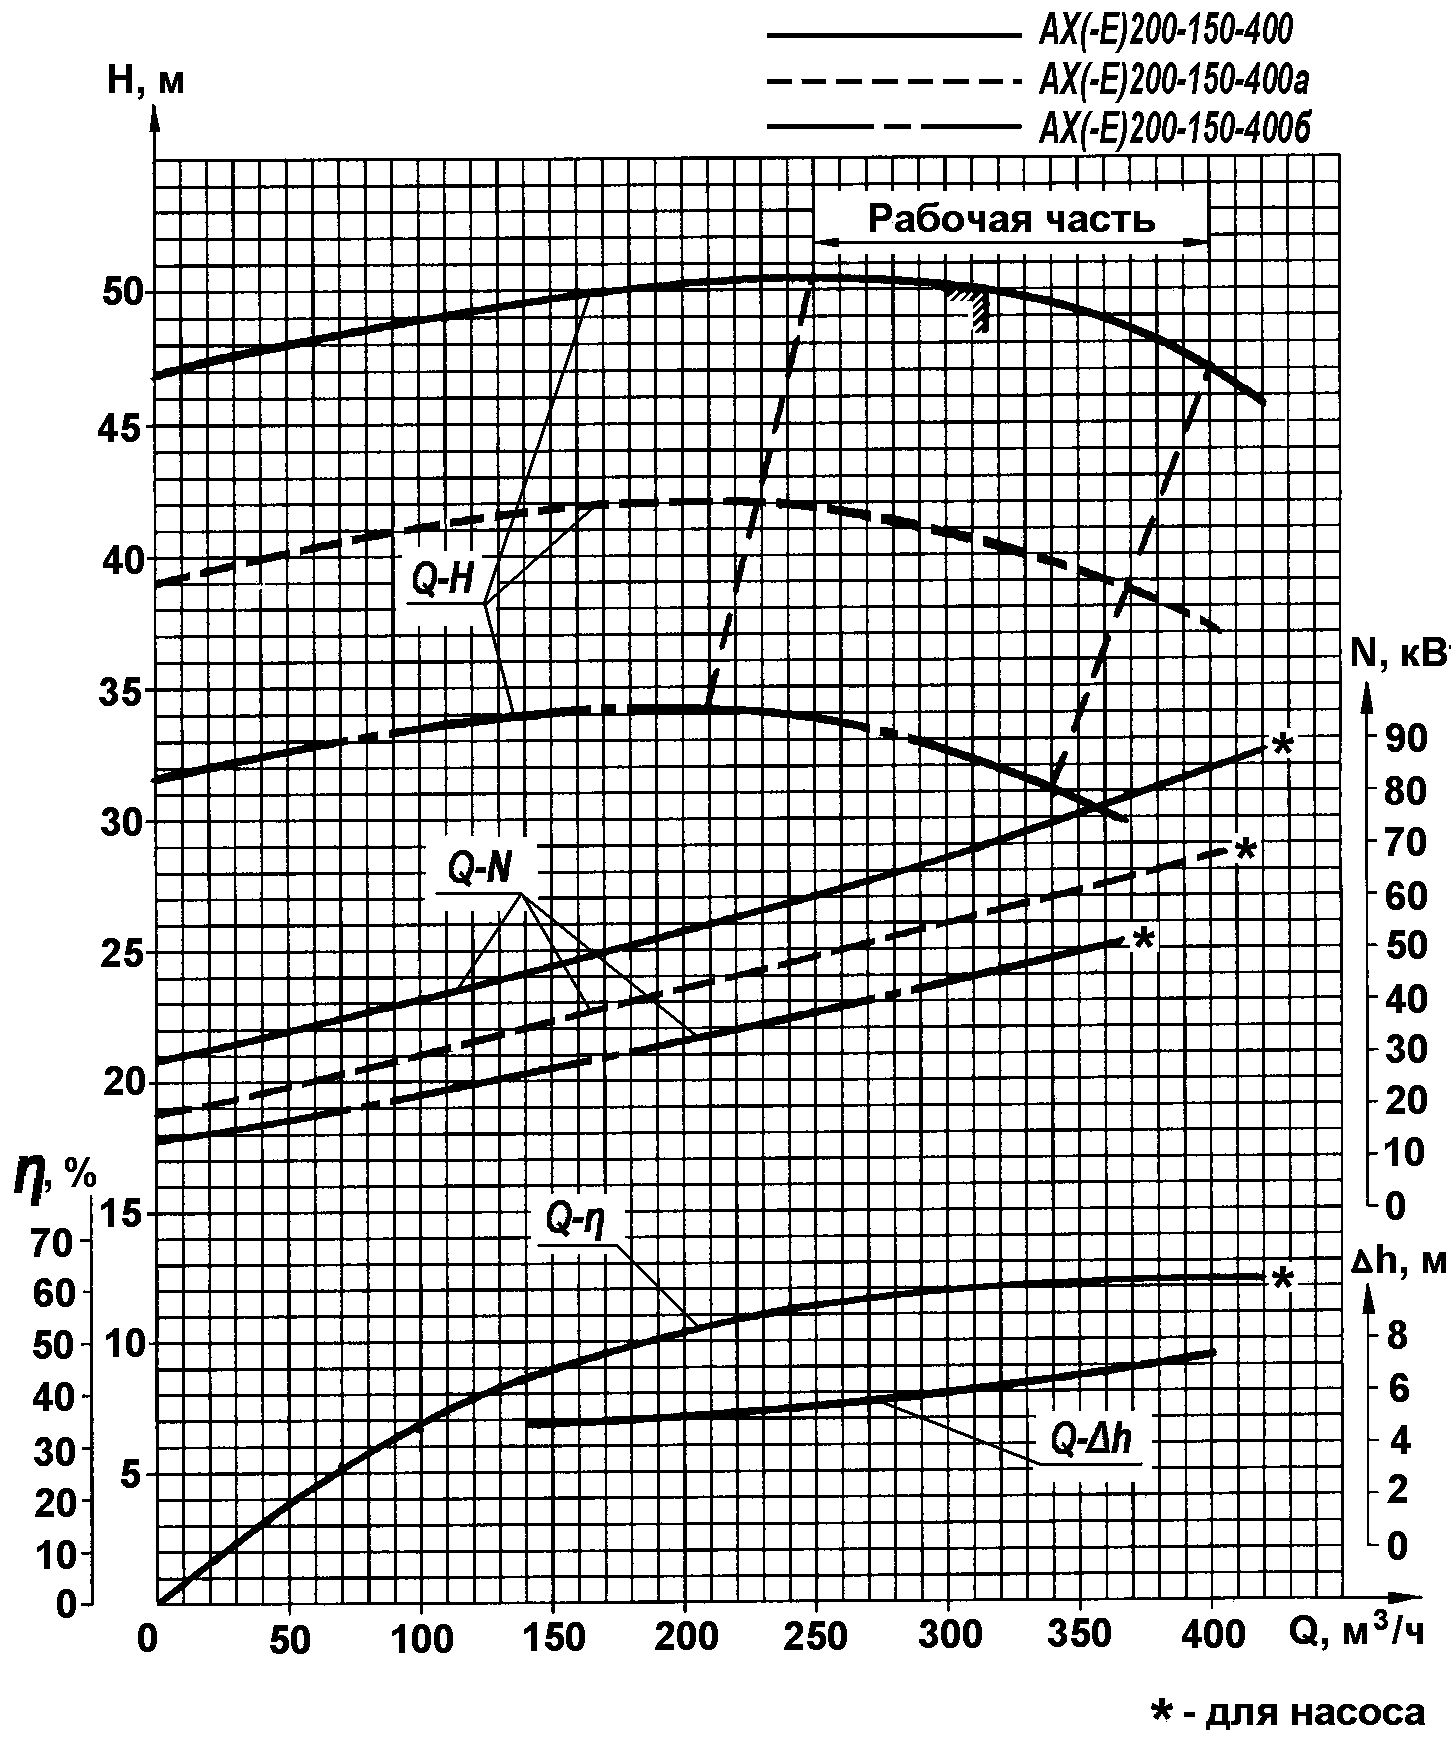 АХ(-Е)200-150-400
АХ(-Е)200-150-400а
АХ(-Е)200-150-400б
Н, м
Рабочая часть
50
45
40
35
30
25
20
15
10
5
Q-H
Q-N
Q-η
Q-Δh
N, кВ
90
80
70
60
50
40
30
20
10
0
η, %
70
60
50
40
30
20
10
0
Δh, м
8
6
4
2
0
0 50 100 150 200 250 300 350 400 Q, м³/ч
* * * *
* - для насоса